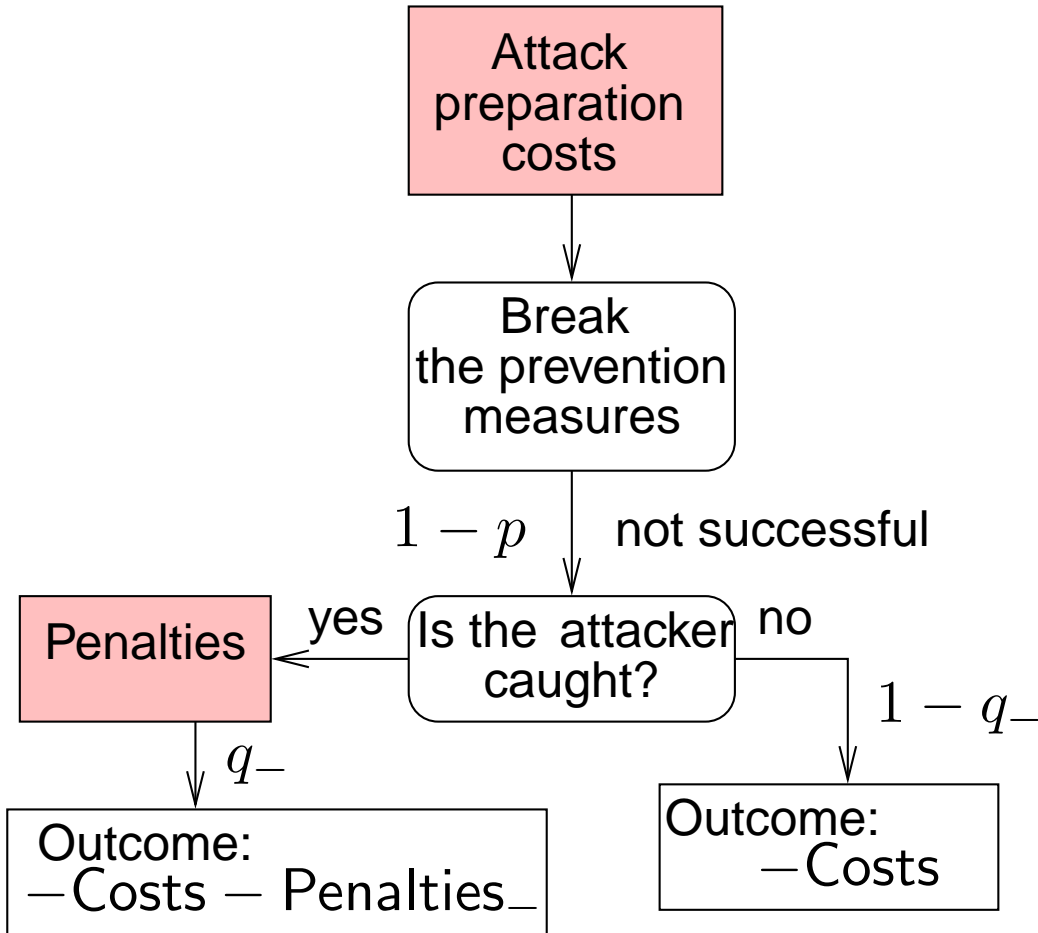 Attack
preparation
costs
Break
the prevention
measures
1 − p
not successful
Penalties
yes
Is the attacker
caught?
no
q₋
1 − q₋
Outcome:
−Costs − Penalties₋
Outcome:
−Costs